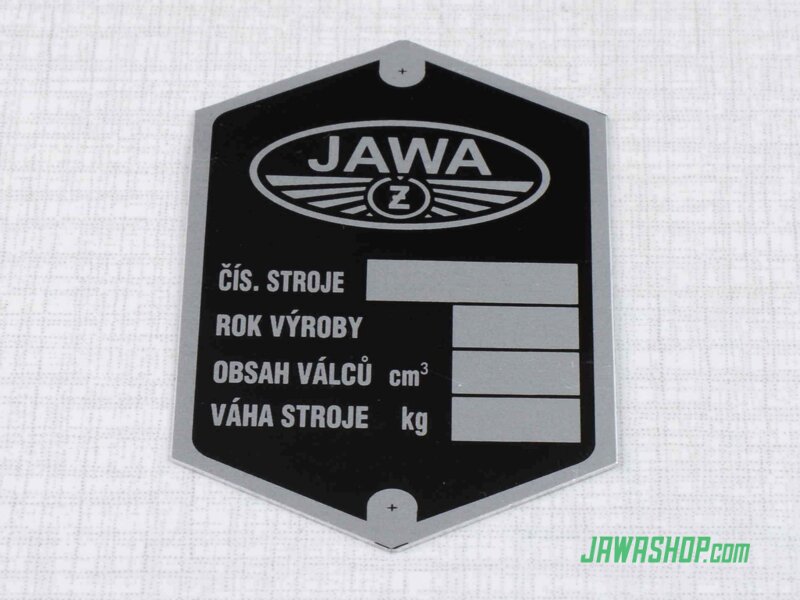 JAWA
Ž
ČÍS. STROJE
ROK VÝROBY
OBSAH VÁLCŮ cm³
VÁHA STROJE kg
JAWASHOP.com